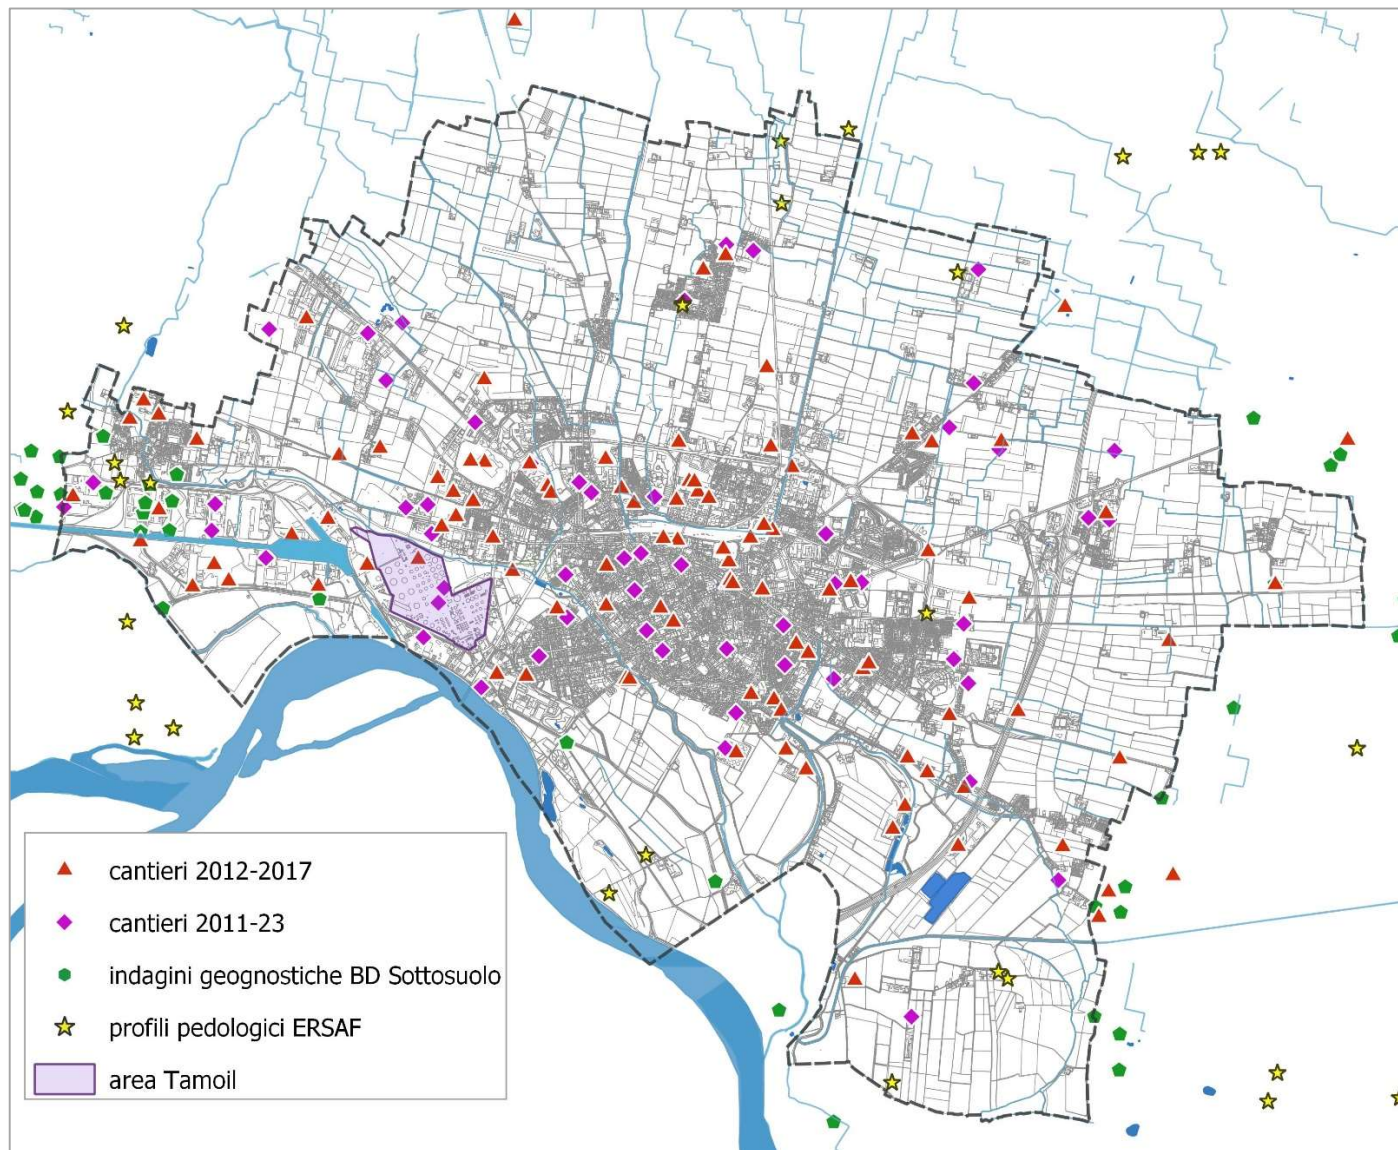 cantieri 2012-2017
cantieri 2011-23
indagini geognostiche BD Sottosuolo
profili pedologici ERSAF
area Tamoil